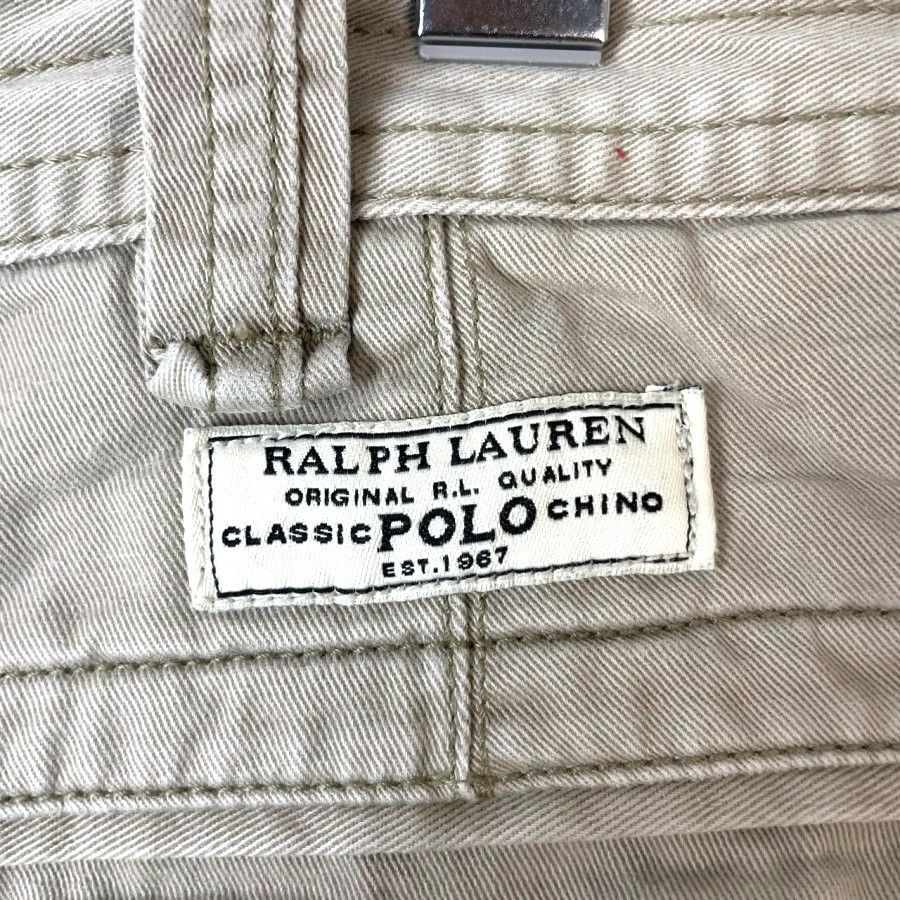 RALPH LAUREN
ORIGINAL R.L. QUALITY
CLASSIC POLO CHINO
EST.1967